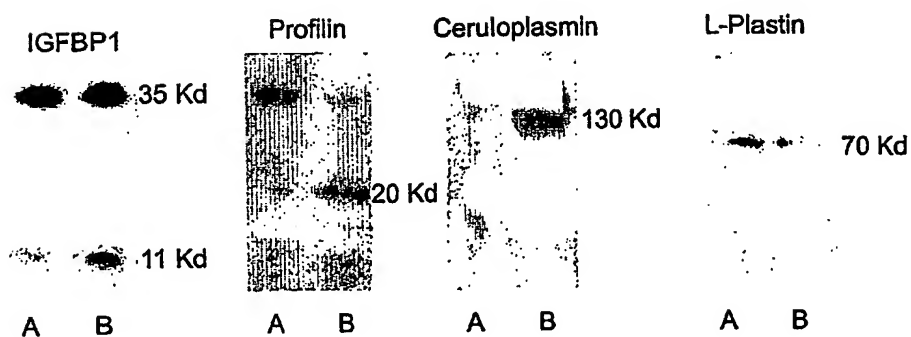 IGFBP1
35 Kd
11 Kd
A B
Profilin
20 Kd
A B
Ceruloplasmin
130 Kd
A B
L-Plastin
70 Kd
A B